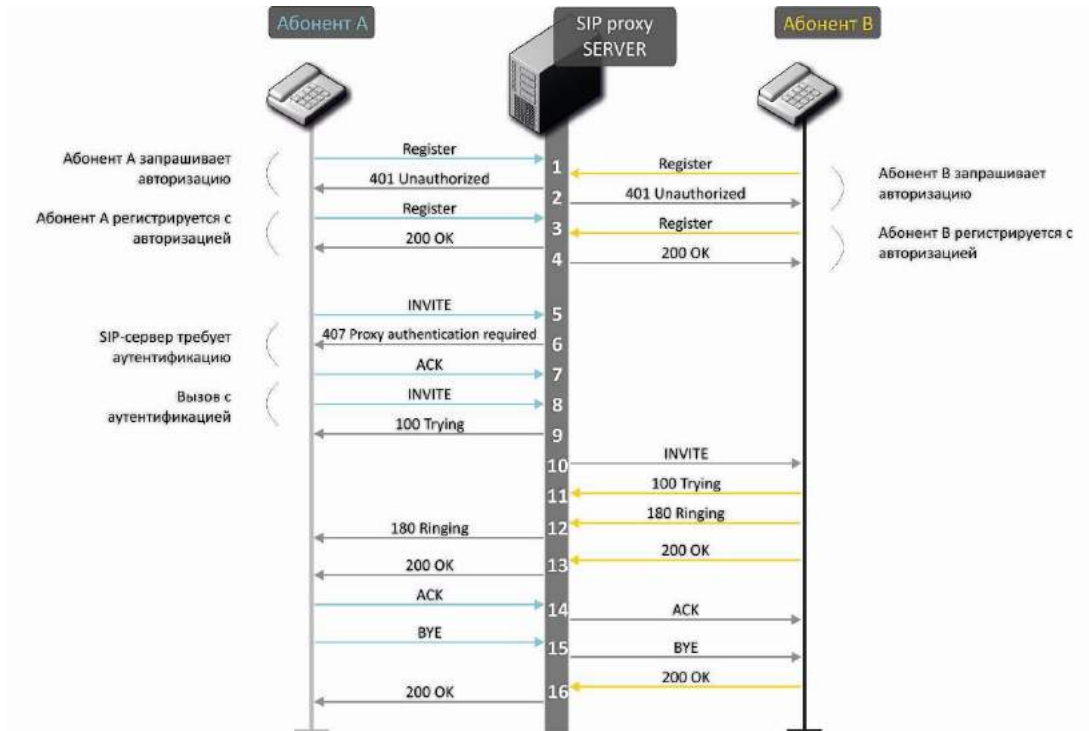 Абонент А
SIP proxy
SERVER
Абонент В
Абонент А запрашивает
авторизацию
Register
1
Register
401 Unauthorized
Абонент В запрашивает
авторизацию
2
401 Unauthorized
Абонент А регистрируется с
авторизацией
Register
3
Register
200 OK
Абонент В регистрируется с
авторизацией
4
200 OK
INVITE
5
SIP-сервер требует
аутентификацию
407 Proxy authentication required
6
ACK
7
Вызов с
аутентификацией
INVITE
8
100 Trying
9
INVITE
10
100 Trying
11
180 Ringing
12
180 Ringing
200 OK
13
200 OK
ACK
14
ACK
BYE
15
BYE
200 OK
16
200 OK